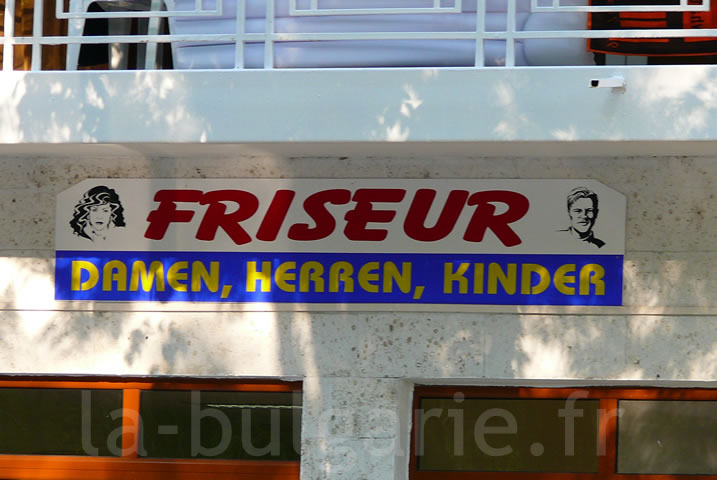 FRISEUR
DAMEN, HERREN, KINDER
la-bulgarie.fr